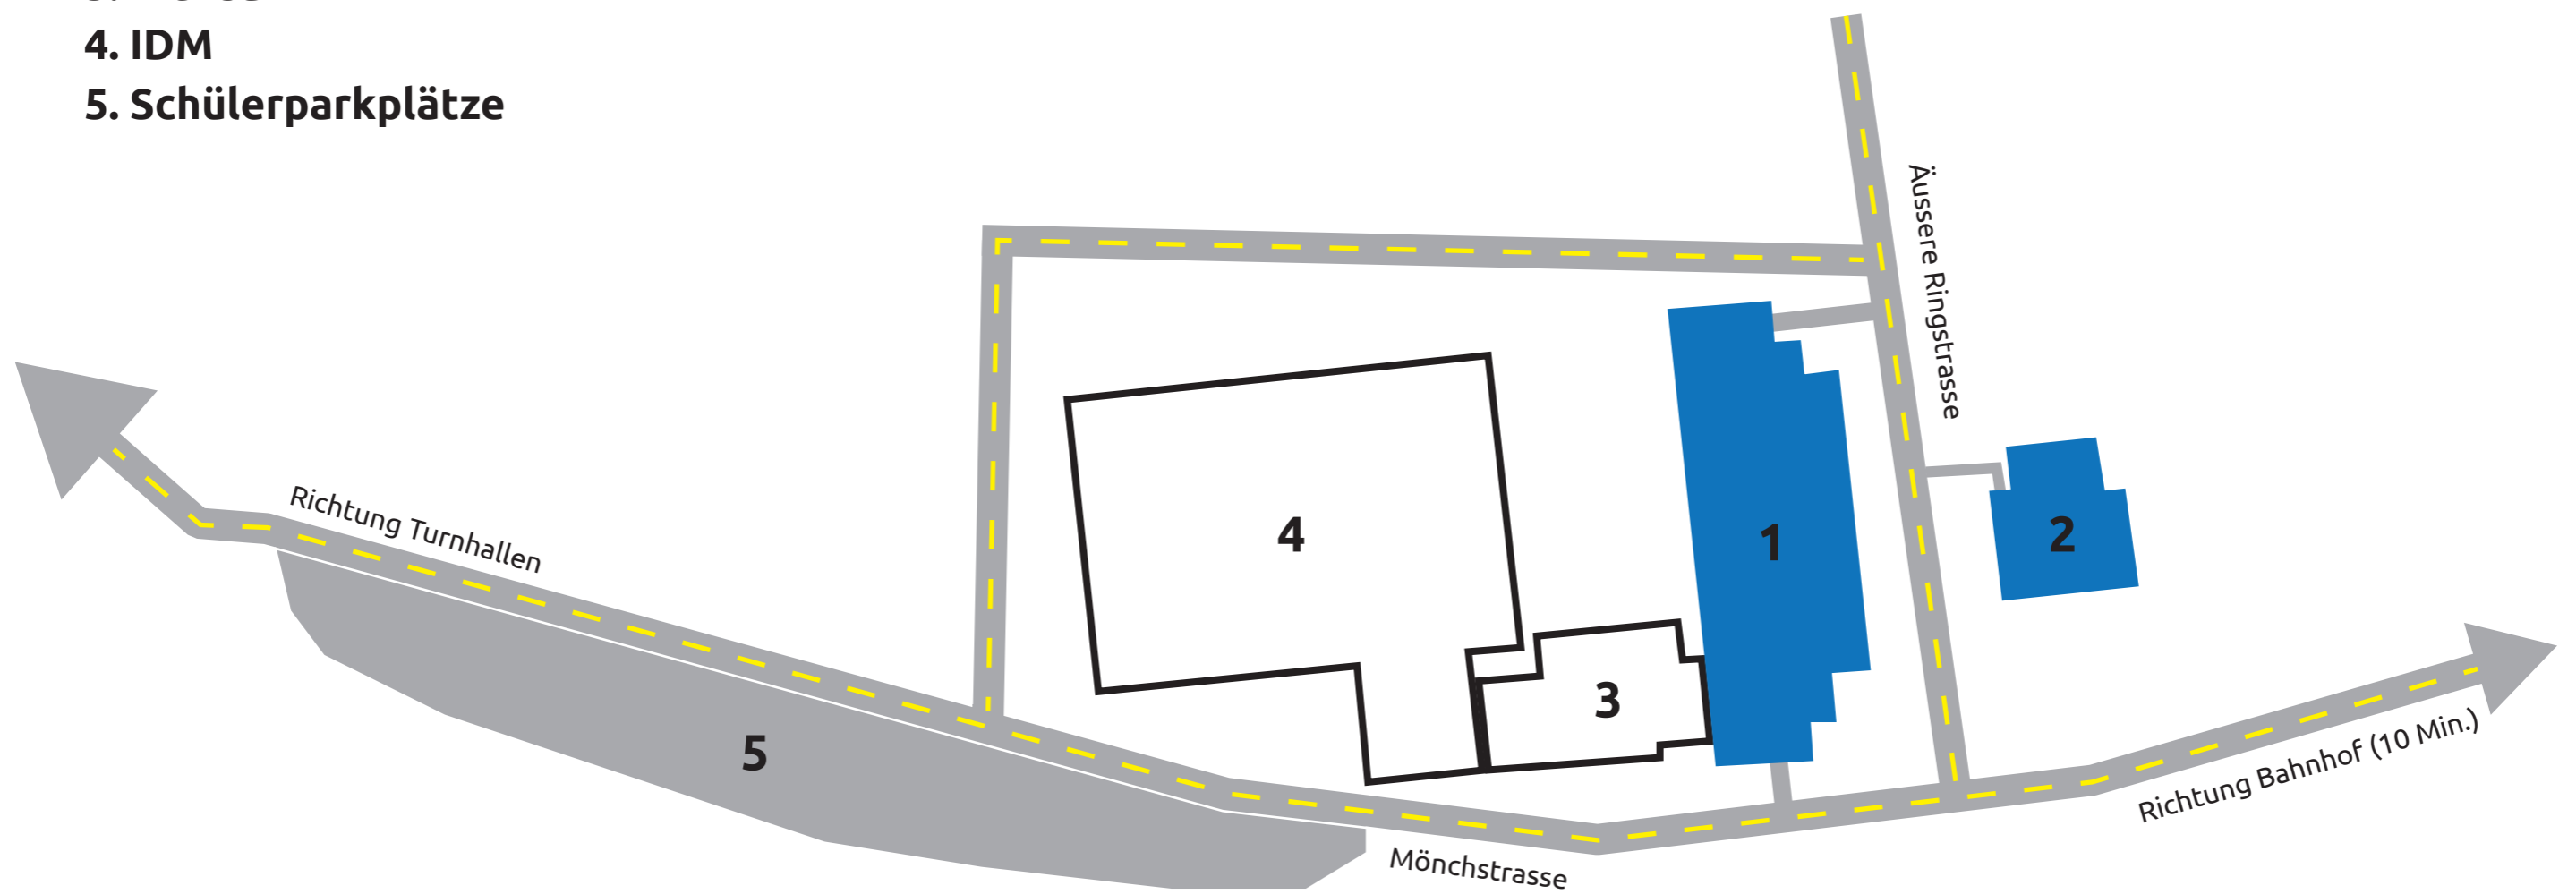 4. IDM
5. Schülerparkplätze
Äussere Ringstrasse
Richtung Turnhallen
4
1
2
3
5
Richtung Bahnhof (10 Min.)
Mönchstrasse